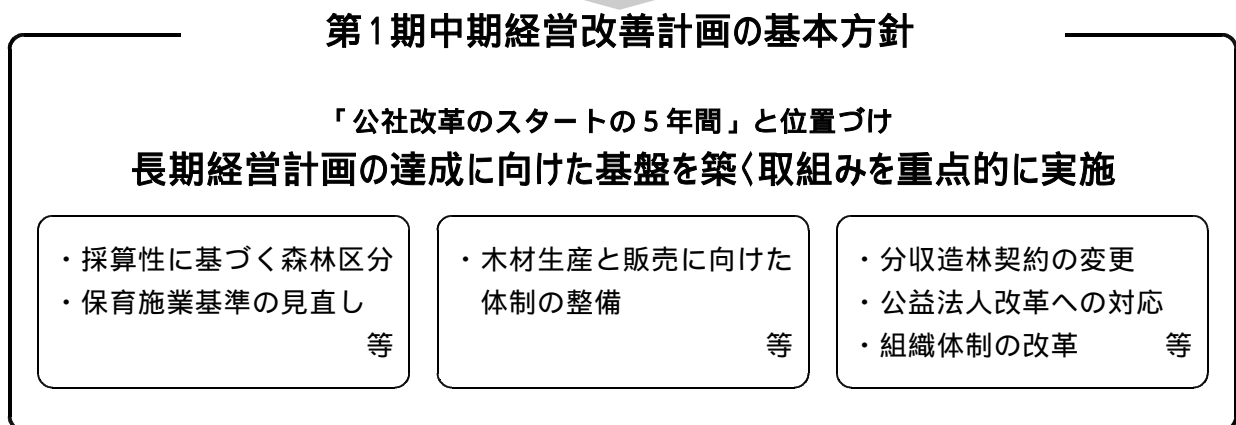 第1期中期経営改善計画の基本方針
「公社改革のスタートの5年間」と位置づけ
長期経営計画の達成に向けた基盤を築く取組みを重点的に実施
・採算性に基づく森林区分
・保育施業基準の見直し
等
・木材生産と販売に向けた
体制の整備
等
・分収造林契約の変更
・公益法人改革への対応
・組織体制の改革 等